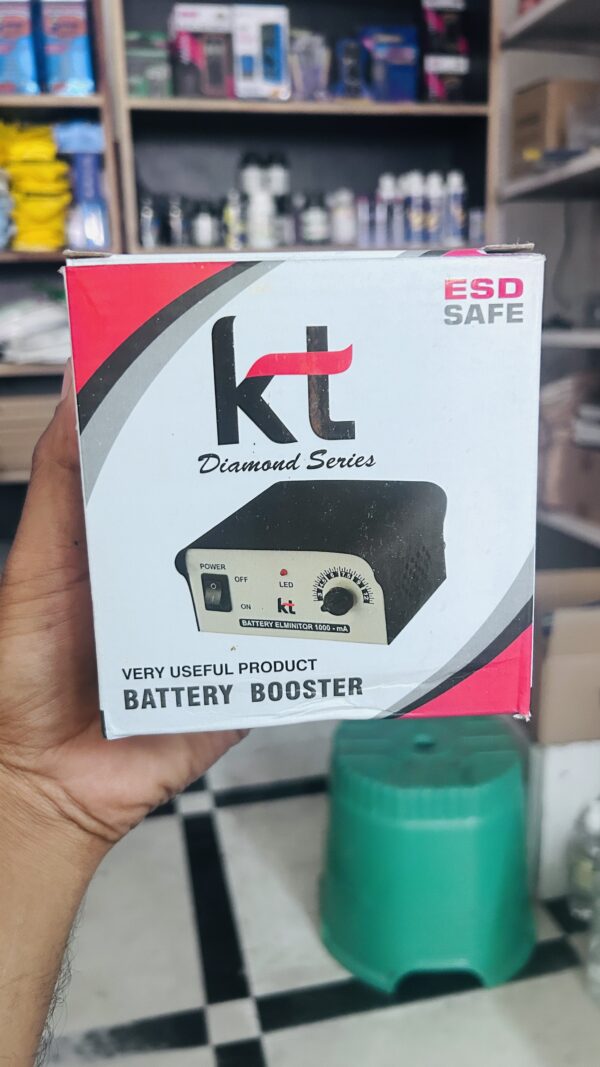 ESD
SAFE
kt
Diamond Series
POWER
OFF
LED
ON
kt
BATTERY ELMINITOR 1000 - mA
VERY USEFUL PRODUCT
BATTERY BOOSTER